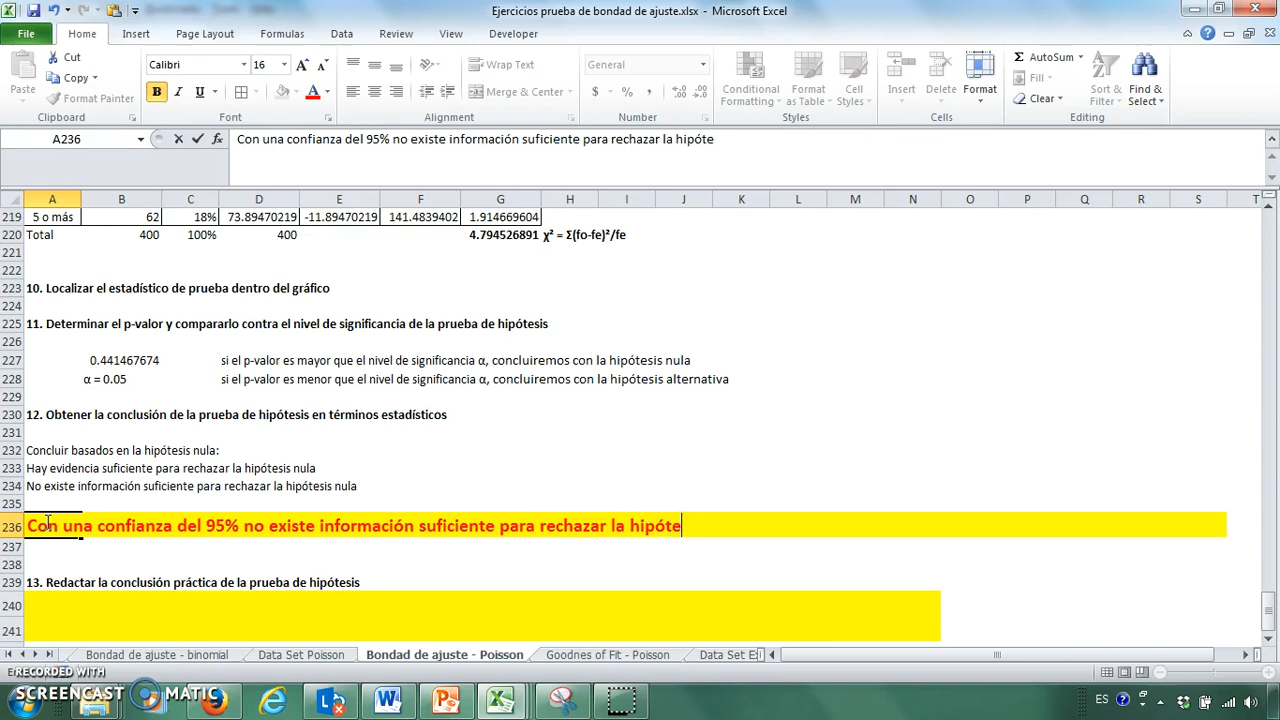 Ejercicios prueba de bondad de ajuste.xlsx - Microsoft Excel
File Home Insert Page Layout Formulas Data Review View Developer
Paste
Cut
Copy
Format Painter
Clipboard
Calibri 16
Font
Wrap Text
Merge & Center
Alignment
General
Number
Conditional Formatting
Format as Table
Cell Styles
Styles
Insert
Delete
Format
Cells
AutoSum
Fill
Clear
Sort & Filter
Find & Select
Editing
A236 Con una confianza del 95% no existe información suficiente para rechazar la hipóte
A B C D E F G H I J K L M N O P Q R S T
219 5 o más 62 18% 73.89470219 -11.89470219 141.4839402 1.914669604
220 Total 400 100% 400 4.794526891 χ² = Σ(fo-fe)²/fe
221
222
223 10. Localizar el estadístico de prueba dentro del gráfico
224
225 11. Determinar el p-valor y compararlo contra el nivel de significancia de la prueba de hipótesis
226
227 0.441467674 si el p-valor es mayor que el nivel de significancia α, concluiremos con la hipótesis nula
228 α = 0.05 si el p-valor es menor que el nivel de significancia α, concluiremos con la hipótesis alternativa
229
230 12. Obtener la conclusión de la prueba de hipótesis en términos estadísticos
231
232 Concluir basados en la hipótesis nula:
233 Hay evidencia suficiente para rechazar la hipótesis nula
234 No existe información suficiente para rechazar la hipótesis nula
235
236 Con una confianza del 95% no existe información suficiente para rechazar la hipóte
237
238
239 13. Redactar la conclusión práctica de la prueba de hipótesis
240
241
Bondad de ajuste - binomial Data Set Poisson Bondad de ajuste - Poisson Goodnes of Fit - Poisson Data Set E
RECORDED WITH
SCREENCAST MATIC
ES